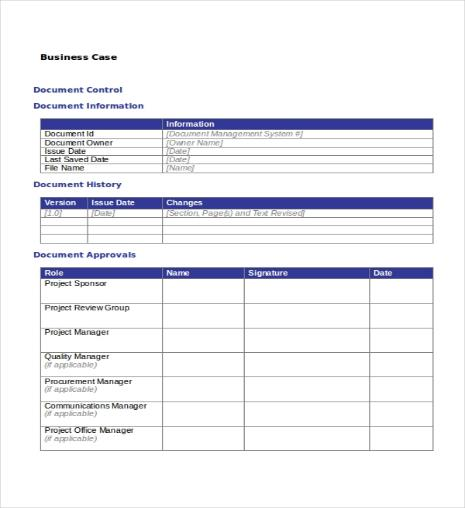 Business Case
Document Control
Document Information
Information
Document Id [Document Management System #]
Document Owner [Owner Name]
Issue Date [Date]
Last Saved Date [Date]
File Name [Name]
Document History
Version Issue Date Changes
[1.0] [Date] [Section, Page(s) and Text Revised]
Document Approvals
Role Name Signature Date
Project Sponsor
Project Review Group
Project Manager
Quality Manager
(if applicable)
Procurement Manager
(if applicable)
Communications Manager
(if applicable)
Project Office Manager
(if applicable)